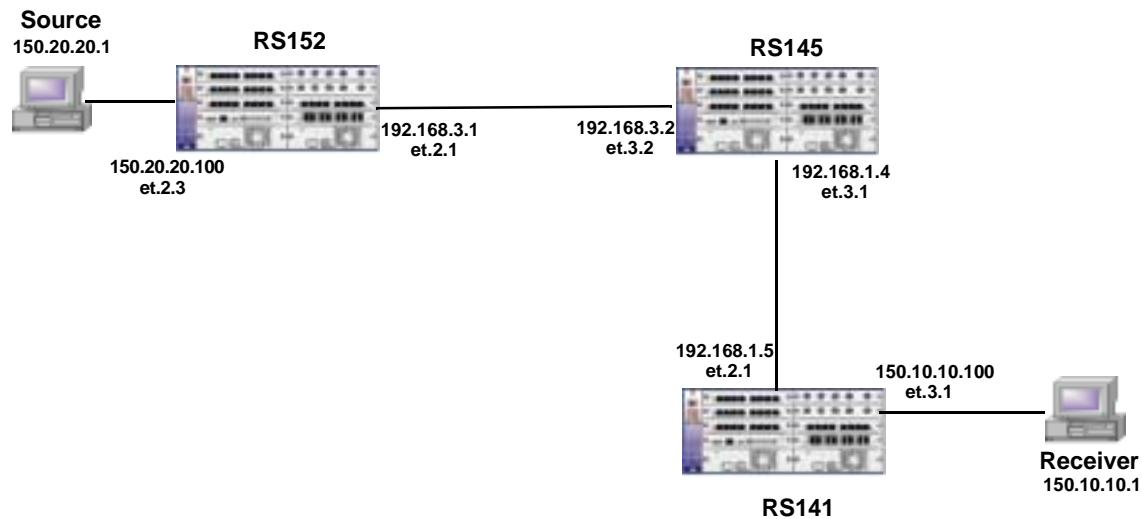 Source
150.20.20.1
RS152
RS145
192.168.3.1
et.2.1
192.168.3.2
et.3.2
150.20.20.100
et.2.3
192.168.1.4
et.3.1
192.168.1.5
et.2.1
150.10.10.100
et.3.1
Receiver
150.10.10.1
RS141